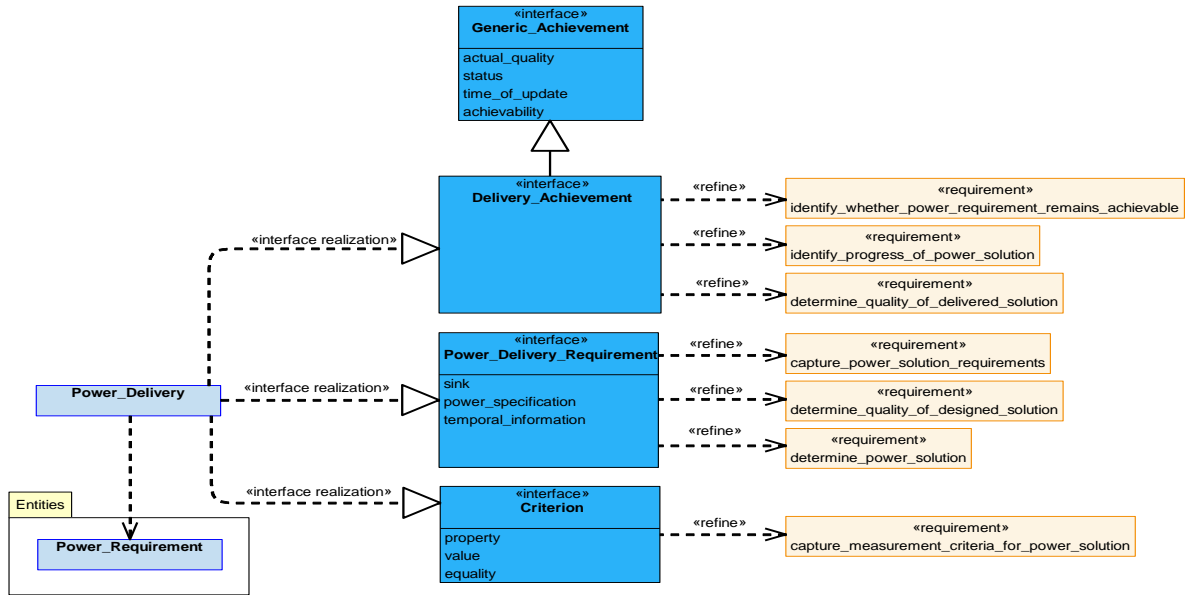 «interface»
Generic_Achievement
actual_quality
status
time_of_update
achievability
«interface»
Delivery_Achievement
«refine»
«requirement»
identify_whether_power_requirement_remains_achievable
«interface realization»
«refine»
«requirement»
identify_progress_of_power_solution
«refine»
«requirement»
determine_quality_of_delivered_solution
«interface»
Power_Delivery_Requirement
sink
power_specification
temporal_information
«refine»
«requirement»
capture_power_solution_requirements
Power_Delivery
«interface realization»
«refine»
«requirement»
determine_quality_of_designed_solution
«refine»
«requirement»
determine_power_solution
«interface realization»
«interface»
Criterion
property
value
equality
«refine»
«requirement»
capture_measurement_criteria_for_power_solution
Entities
Power_Requirement